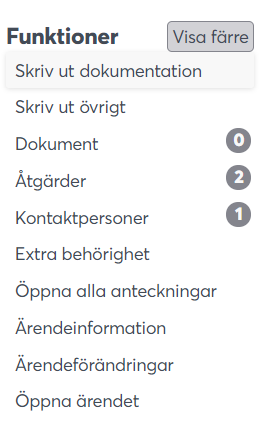 Funktioner Visa färre
Skriv ut dokumentation
Skriv ut övrigt
Dokument 0
Åtgärder 2
Kontaktpersoner 1
Extra behörighet
Öppna alla anteckningar
Ärendeinformation
Ärendeförändringar
Öppna ärendet